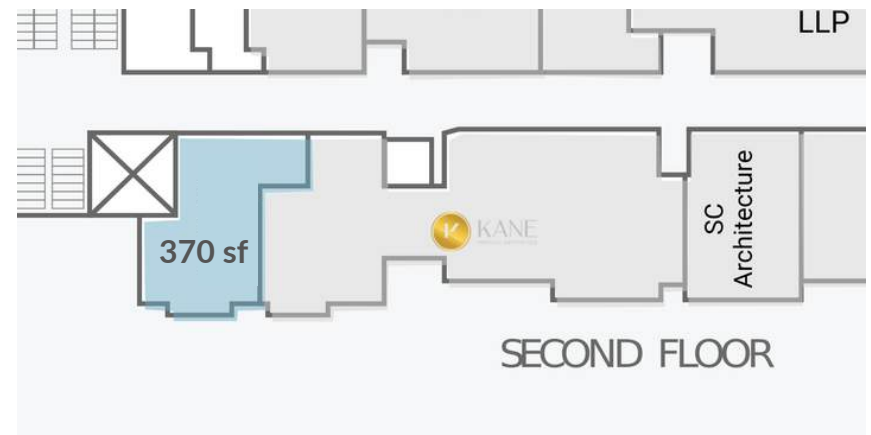 LLP
370 sf
K KANE
SC
Architecture
SECOND FLOOR